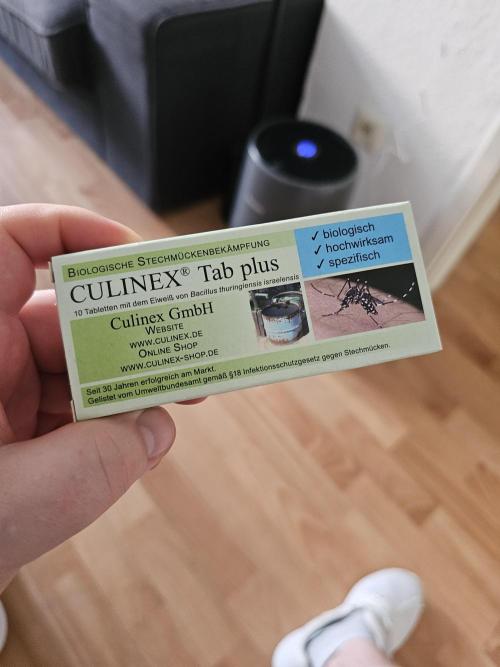 BIOLOGISCHE STECHMÜCKENBEKÄMPFUNG
CULINEX® Tab plus
10 Tabletten mit dem Eiweiß von Bacillus thuringiensis israelensis
Culinex GmbH
WEBSITE
WWW.CULINEX.DE
ONLINE SHOP
WWW.CULINEX-SHOP.DE
✓ biologisch
✓ hochwirksam
✓ spezifisch
Seit 30 Jahren erfolgreich am Markt.
Gelistet vom Umweltbundesamt gemäß §18 Infektionsschutzgesetz gegen Stechmücken.